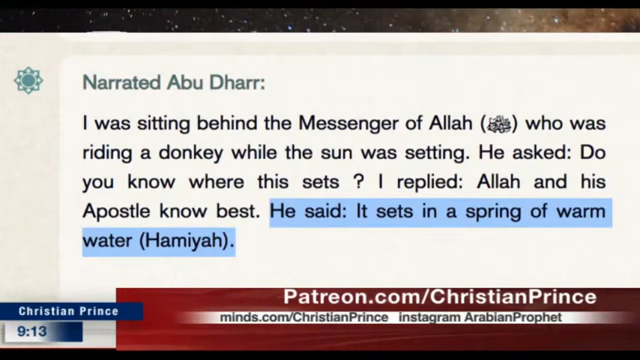 Narrated Abu Dharr:
I was sitting behind the Messenger of Allah (ﷺ) who was
riding a donkey while the sun was setting. He asked: Do
you know where this sets ? I replied: Allah and his
Apostle know best. He said: It sets in a spring of warm
water (Hamiyah).
Patreon.com/ChristianPrince
Christian Prince
minds.com/ChristianPrince instagram ArabianProphet
9:13